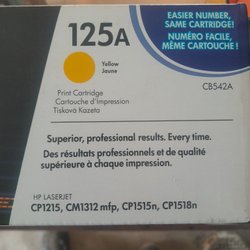 EASIER NUMBER,
SAME CARTRIDGE!
NUMÉRO FACILE,
MÊME CARTOUCHE !
125A
Yellow
Jaune
CB542A
Print Cartridge
Cartouche d'Impression
Tisková Kazeta
Superior, professional results. Every time.
Des résultats professionnels et de qualité
supérieure à chaque impression.
HP LASERJET
CP1215, CM1312 mfp, CP1515n, CP1518n